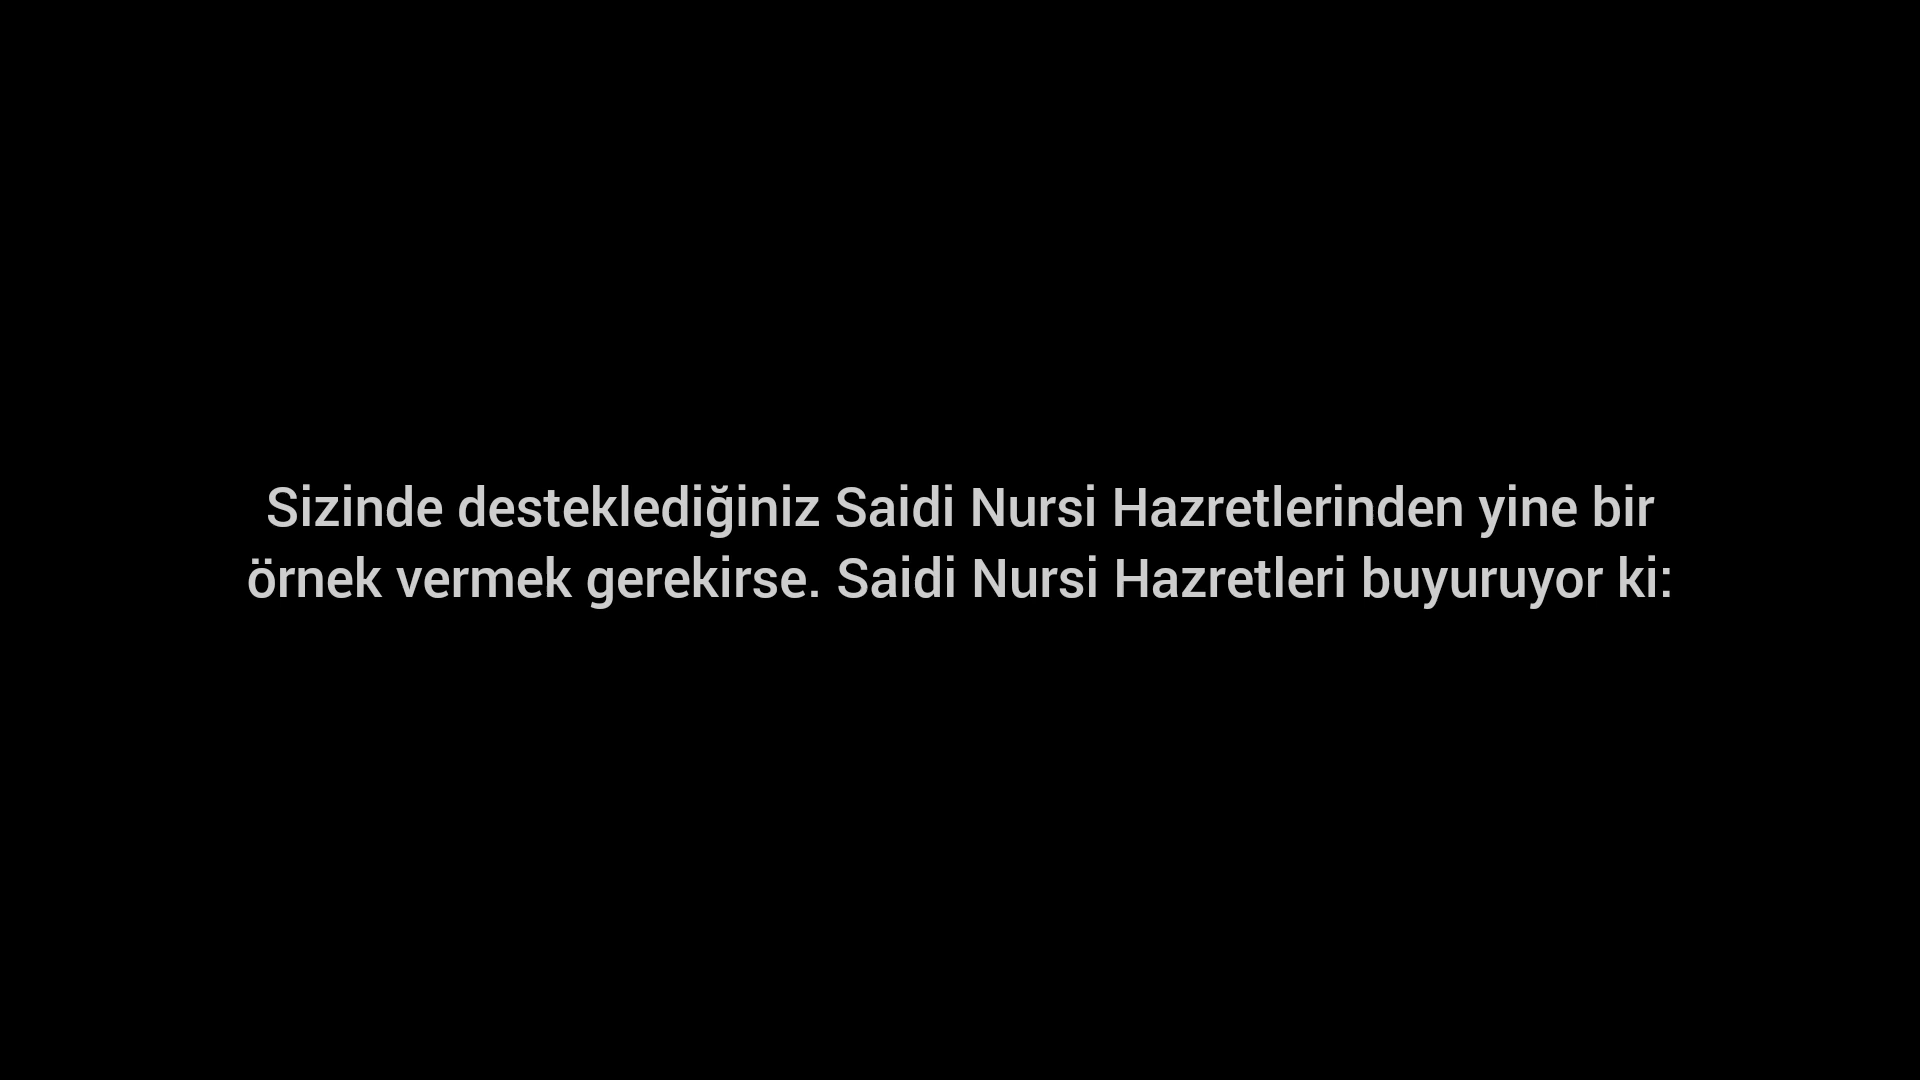 Sizinde desteklediğiniz Saidi Nursi Hazretlerinden yine bir
örnek vermek gerekirse. Saidi Nursi Hazretleri buyuruyor ki: